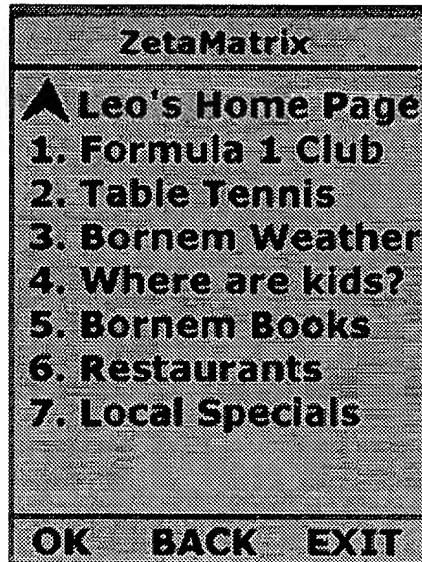 ZetaMatrix
Leo's Home Page
1. Formula 1 Club
2. Table Tennis
3. Bornem Weather
4. Where are kids?
5. Bornem Books
6. Restaurants
7. Local Specials
OK BACK EXIT